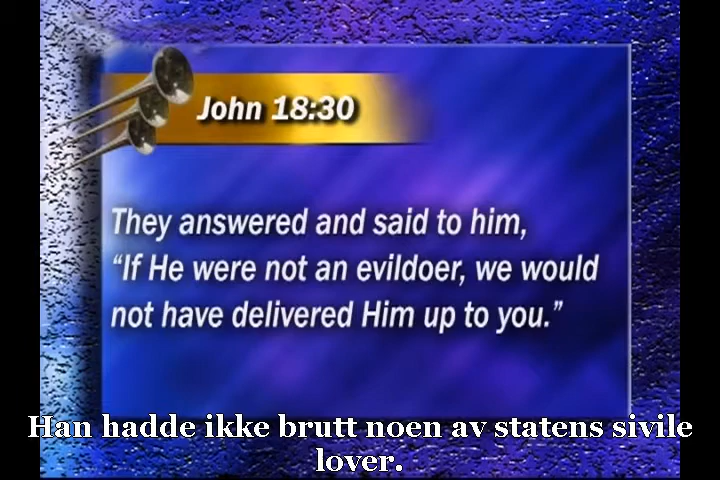 John 18:30
They answered and said to him,
“If He were not an evildoer, we would
not have delivered Him up to you.”
Han hadde ikke brutt noen av statens sivile
lover.